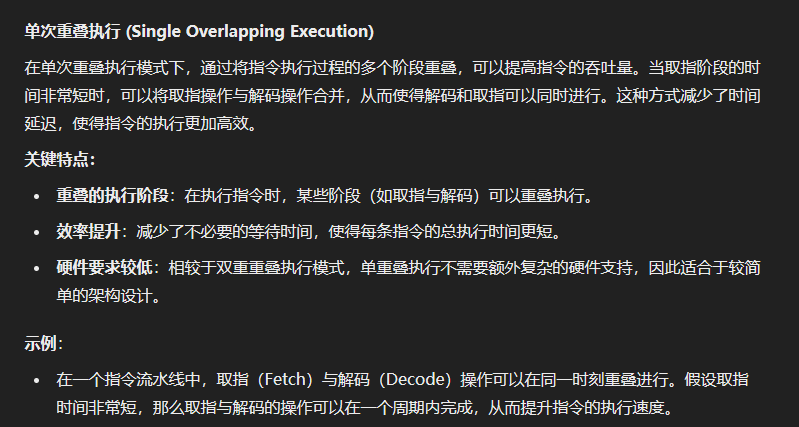 单次重叠执行 (Single Overlapping Execution)
在单次重叠执行模式下，通过将指令执行过程的多个阶段重叠，可以提高指令的吞吐量。当取指阶段的时
间非常短时，可以将取指操作与解码操作合并，从而使得解码和取指可以同时进行。这种方式减少了时间
延迟，使得指令的执行更加高效。
关键特点：
• 重叠的执行阶段：在执行指令时，某些阶段（如取指与解码）可以重叠执行。
• 效率提升：减少了不必要的等待时间，使得每条指令的总执行时间更短。
• 硬件要求较低：相较于双重重叠执行模式，单重叠执行不需要额外复杂的硬件支持，因此适合于较简
单的架构设计。
示例：
• 在一个指令流水线中，取指（Fetch）与解码（Decode）操作可以在同一时刻重叠进行。假设取指
时间非常短，那么取指与解码的操作可以在一个周期内完成，从而提升指令的执行速度。